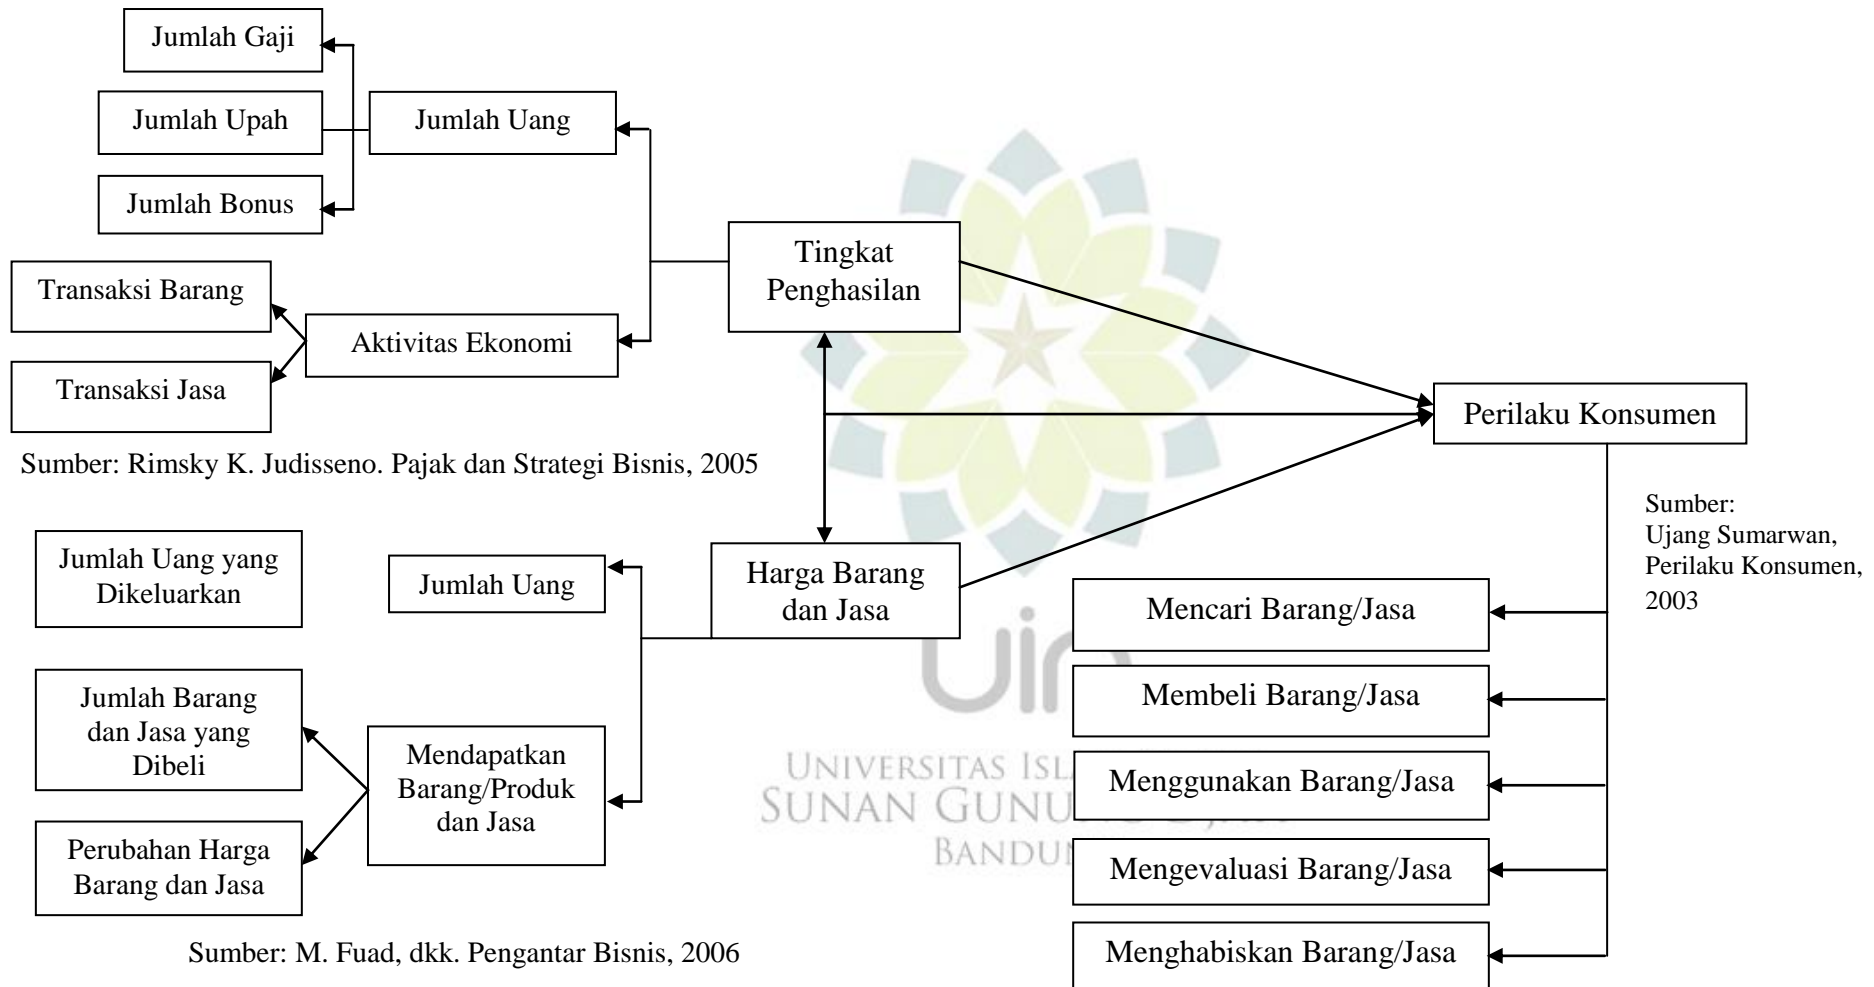 Jumlah Gaji
Jumlah Upah
Jumlah Uang
Jumlah Bonus
Tingkat
Penghasilan
Transaksi Barang
Aktivitas Ekonomi
Transaksi Jasa
Perilaku Konsumen
Sumber: Rimsky K. Judisseno. Pajak dan Strategi Bisnis, 2005
Sumber:
Ujang Sumarwan,
Perilaku Konsumen,
2003
Jumlah Uang yang
Dikeluarkan
Jumlah Uang
Harga Barang
dan Jasa
Jumlah Barang
dan Jasa yang
Dibeli
Mendapatkan
Barang/Produk
dan Jasa
Perubahan Harga
Barang dan Jasa
Mencari Barang/Jasa
Membeli Barang/Jasa
Menggunakan Barang/Jasa
Mengevaluasi Barang/Jasa
Menghabiskan Barang/Jasa
Sumber: M. Fuad, dkk. Pengantar Bisnis, 2006
uin
UNIVERSITAS
SUNAN